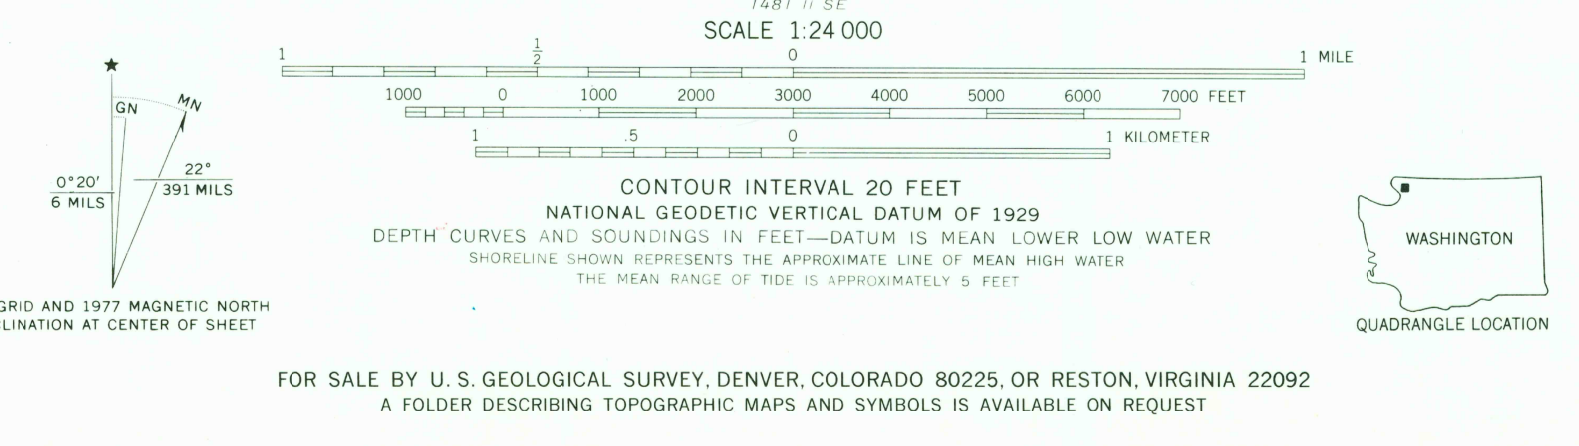 1481 II SE
SCALE 1:24 000
1 1/2 0 1 MILE
1000 0 1000 2000 3000 4000 5000 6000 7000 FEET
1 .5 0 1 KILOMETER
★
GN
MN
0°20'
6 MILS
22°
391 MILS
GRID AND 1977 MAGNETIC NORTH
CLINATION AT CENTER OF SHEET
CONTOUR INTERVAL 20 FEET
NATIONAL GEODETIC VERTICAL DATUM OF 1929
DEPTH CURVES AND SOUNDINGS IN FEET—DATUM IS MEAN LOWER LOW WATER
SHORELINE SHOWN REPRESENTS THE APPROXIMATE LINE OF MEAN HIGH WATER
THE MEAN RANGE OF TIDE IS APPROXIMATELY 5 FEET
WASHINGTON
QUADRANGLE LOCATION
FOR SALE BY U. S. GEOLOGICAL SURVEY, DENVER, COLORADO 80225, OR RESTON, VIRGINIA 22092
A FOLDER DESCRIBING TOPOGRAPHIC MAPS AND SYMBOLS IS AVAILABLE ON REQUEST